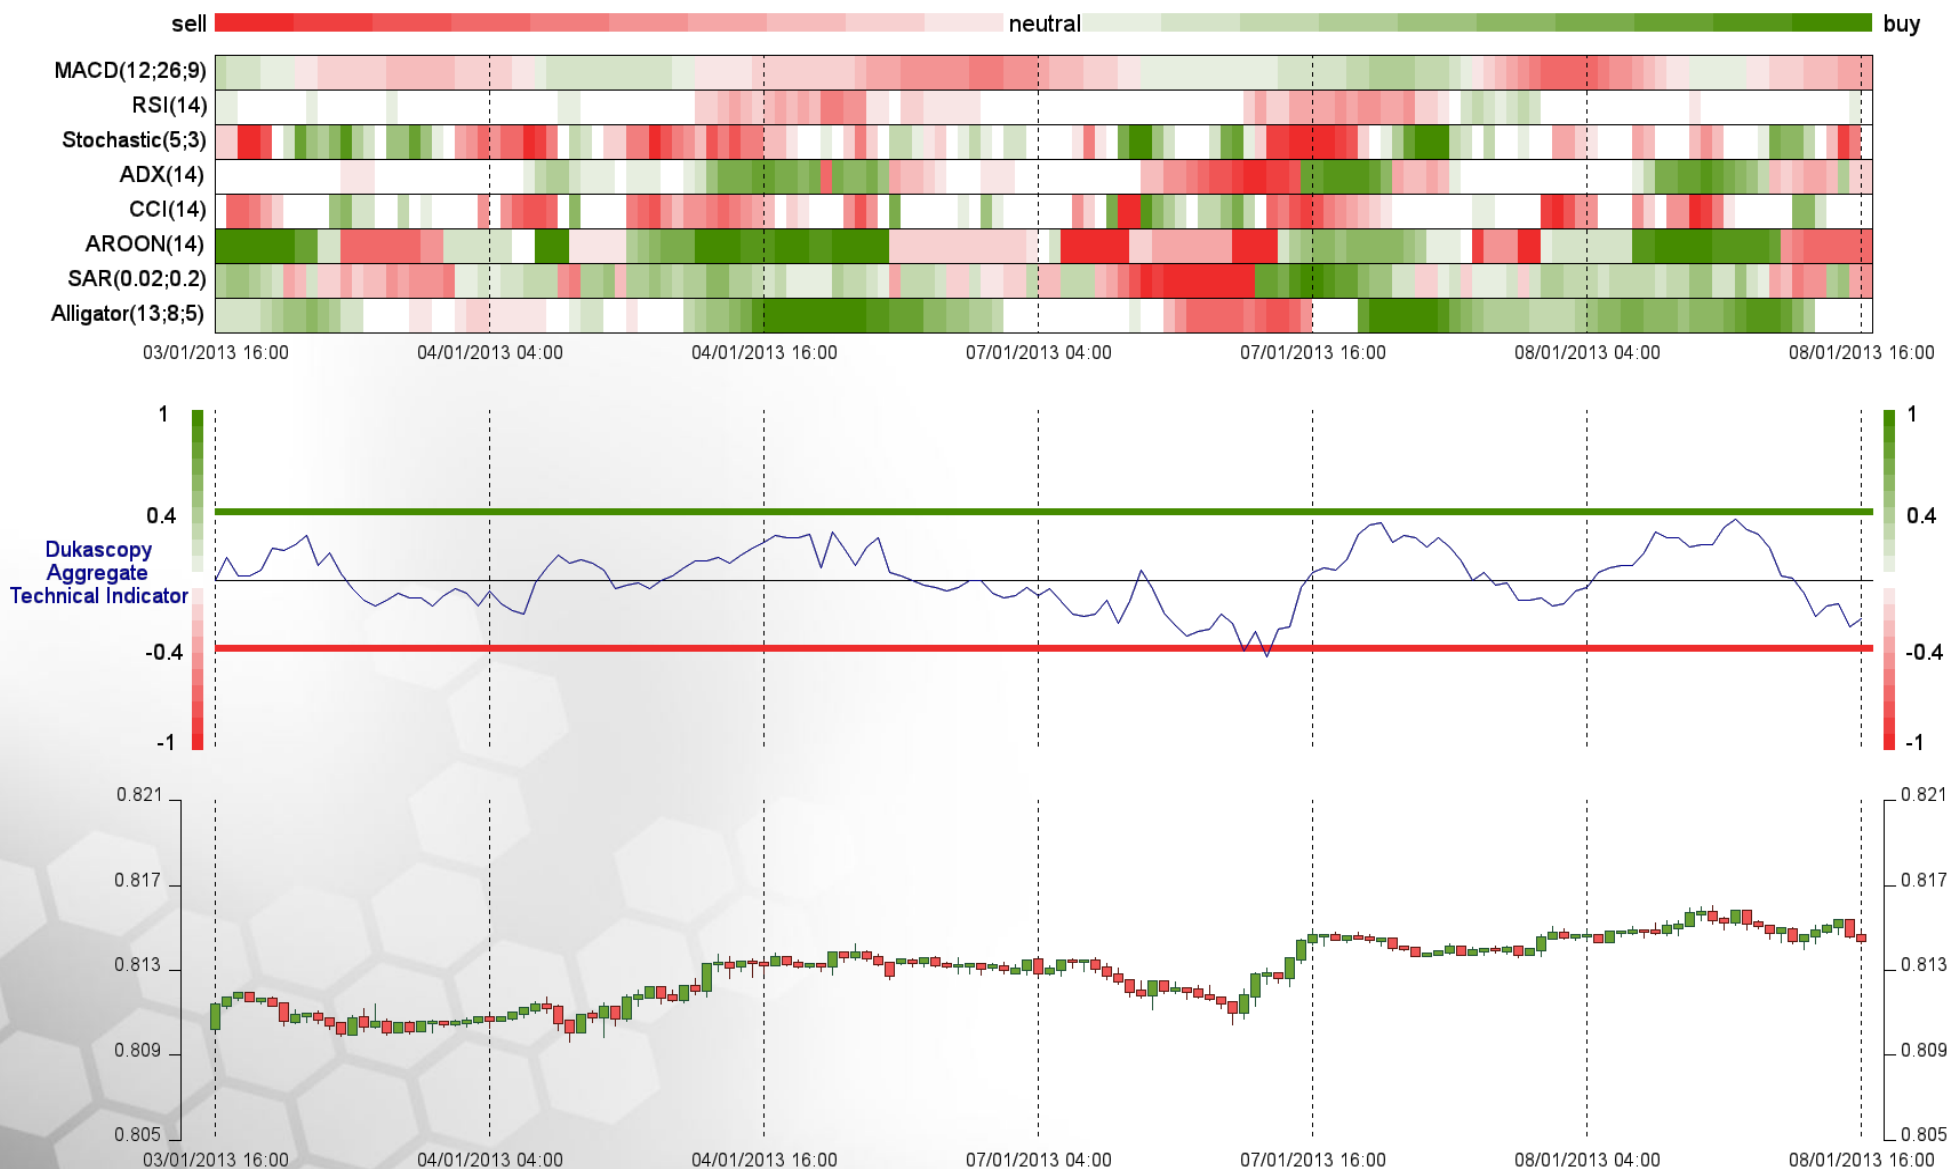 sell neutral buy
MACD(12;26;9)
RSI(14)
Stochastic(5;3)
ADX(14)
CCI(14)
AROON(14)
SAR(0.02;0.2)
Alligator(13;8;5)
03/01/2013 16:00 04/01/2013 04:00 04/01/2013 16:00 07/01/2013 04:00 07/01/2013 16:00 08/01/2013 04:00 08/01/2013 16:00
1 1
0.4 0.4
Dukascopy
Aggregate
Technical Indicator
-0.4 -0.4
-1 -1
0.821 0.821
0.817 0.817
0.813 0.813
0.809 0.809
0.805 0.805
03/01/2013 16:00 04/01/2013 04:00 04/01/2013 16:00 07/01/2013 04:00 07/01/2013 16:00 08/01/2013 04:00 08/01/2013 16:00